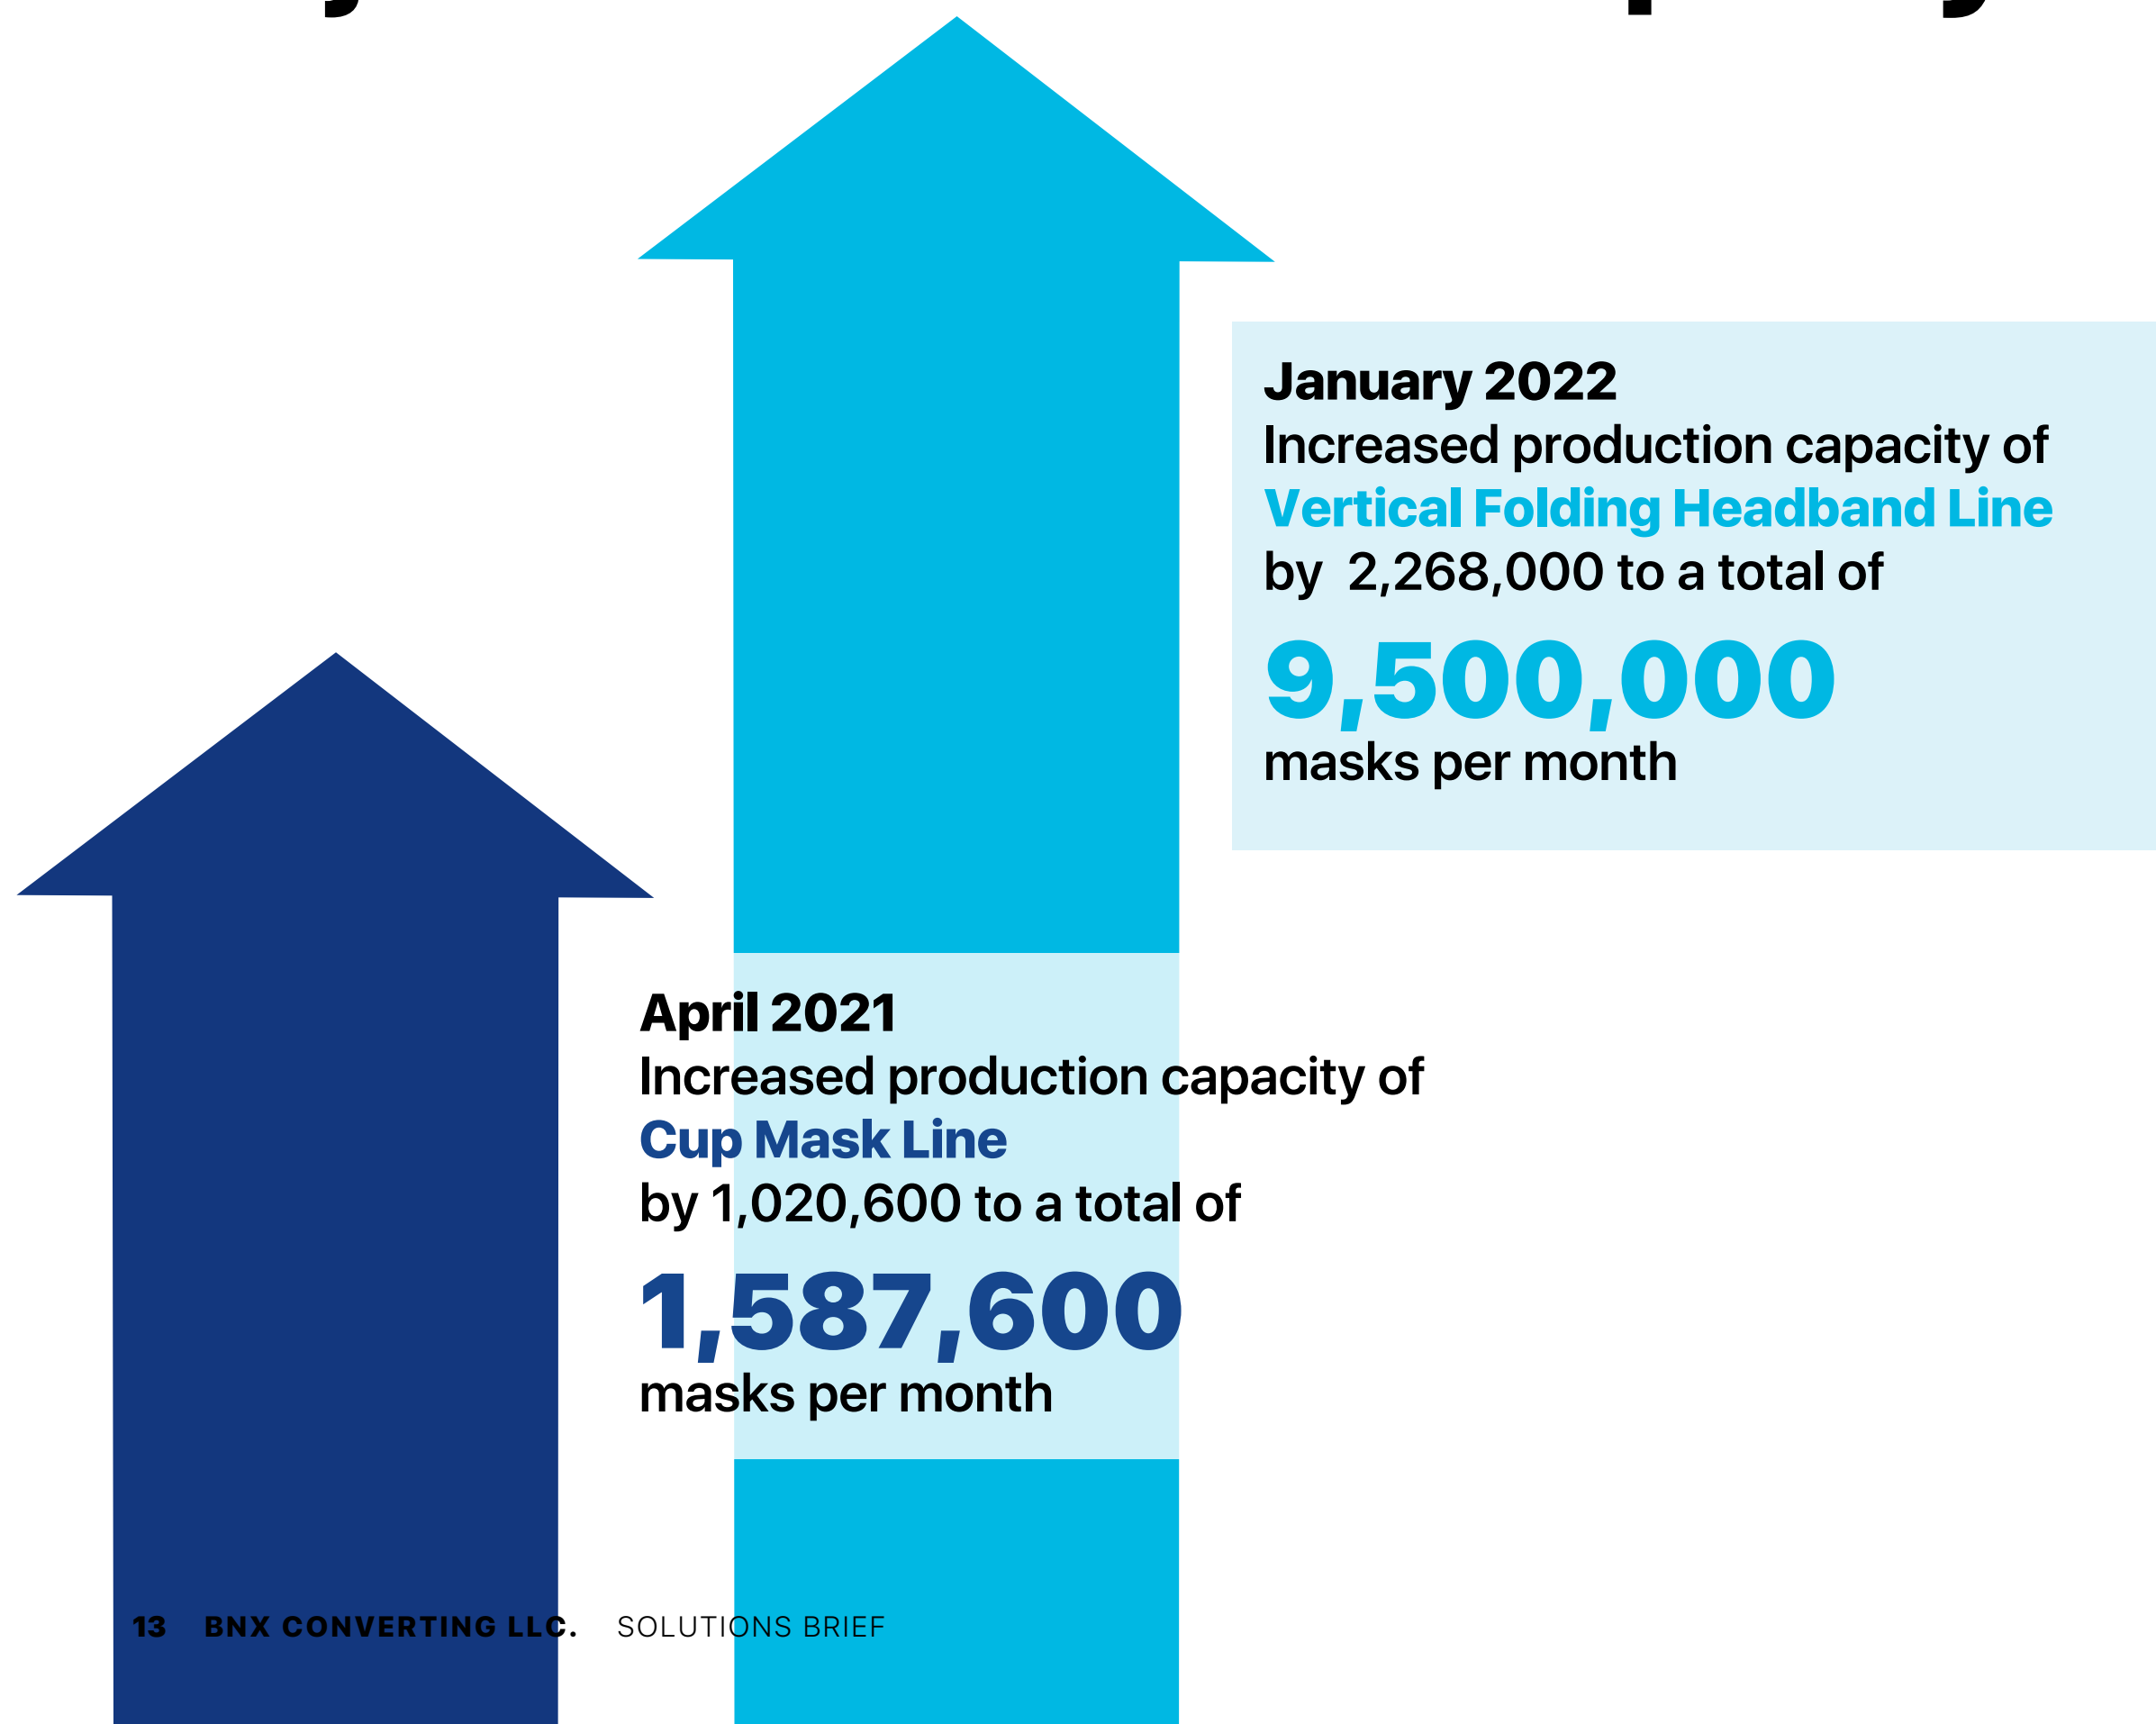 January 2022
Increased production capacity of
Vertical Folding Headband Line
by 2,268,000 to a total of
9,500,000
masks per month
April 2021
Increased production capacity of
Cup Mask Line
by 1,020,600 to a total of
1,587,600
masks per month
13 BNX CONVERTING LLC. SOLUTIONS BRIEF